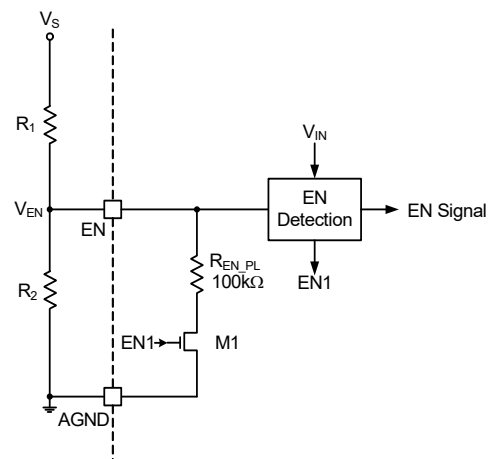 VS
R1
VIN
VEN
EN
EN
Detection
EN Signal
REN_PL
100kΩ
EN1
R2
EN1
M1
AGND